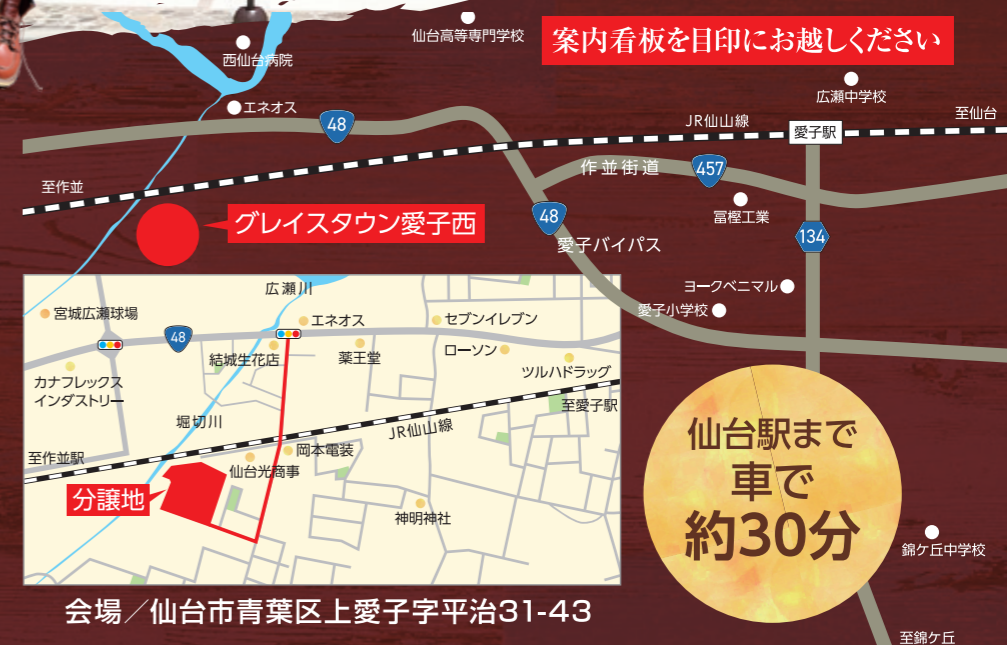 仙台高等専門学校
案内看板を目印にお越しください
西仙台病院
エネオス
48
広瀬中学校
JR仙山線
愛子駅
至仙台
至作並
作並街道
457
冨樫工業
グレイスタウン愛子西
48
愛子バイパス
134
ヨークベニマル
愛子小学校
広瀬川
宮城広瀬球場
48
エネオス
セブンイレブン
結城生花店
薬王堂
ローソン
カナフレックス
インダストリー
ツルハドラッグ
至愛子駅
堀切川
JR仙山線
至作並駅
岡本電装
仙台光商事
分譲地
神明神社
仙台駅まで
車で
約30分
錦ケ丘中学校
会場／仙台市青葉区上愛子字平治31-43
至錦ケ丘